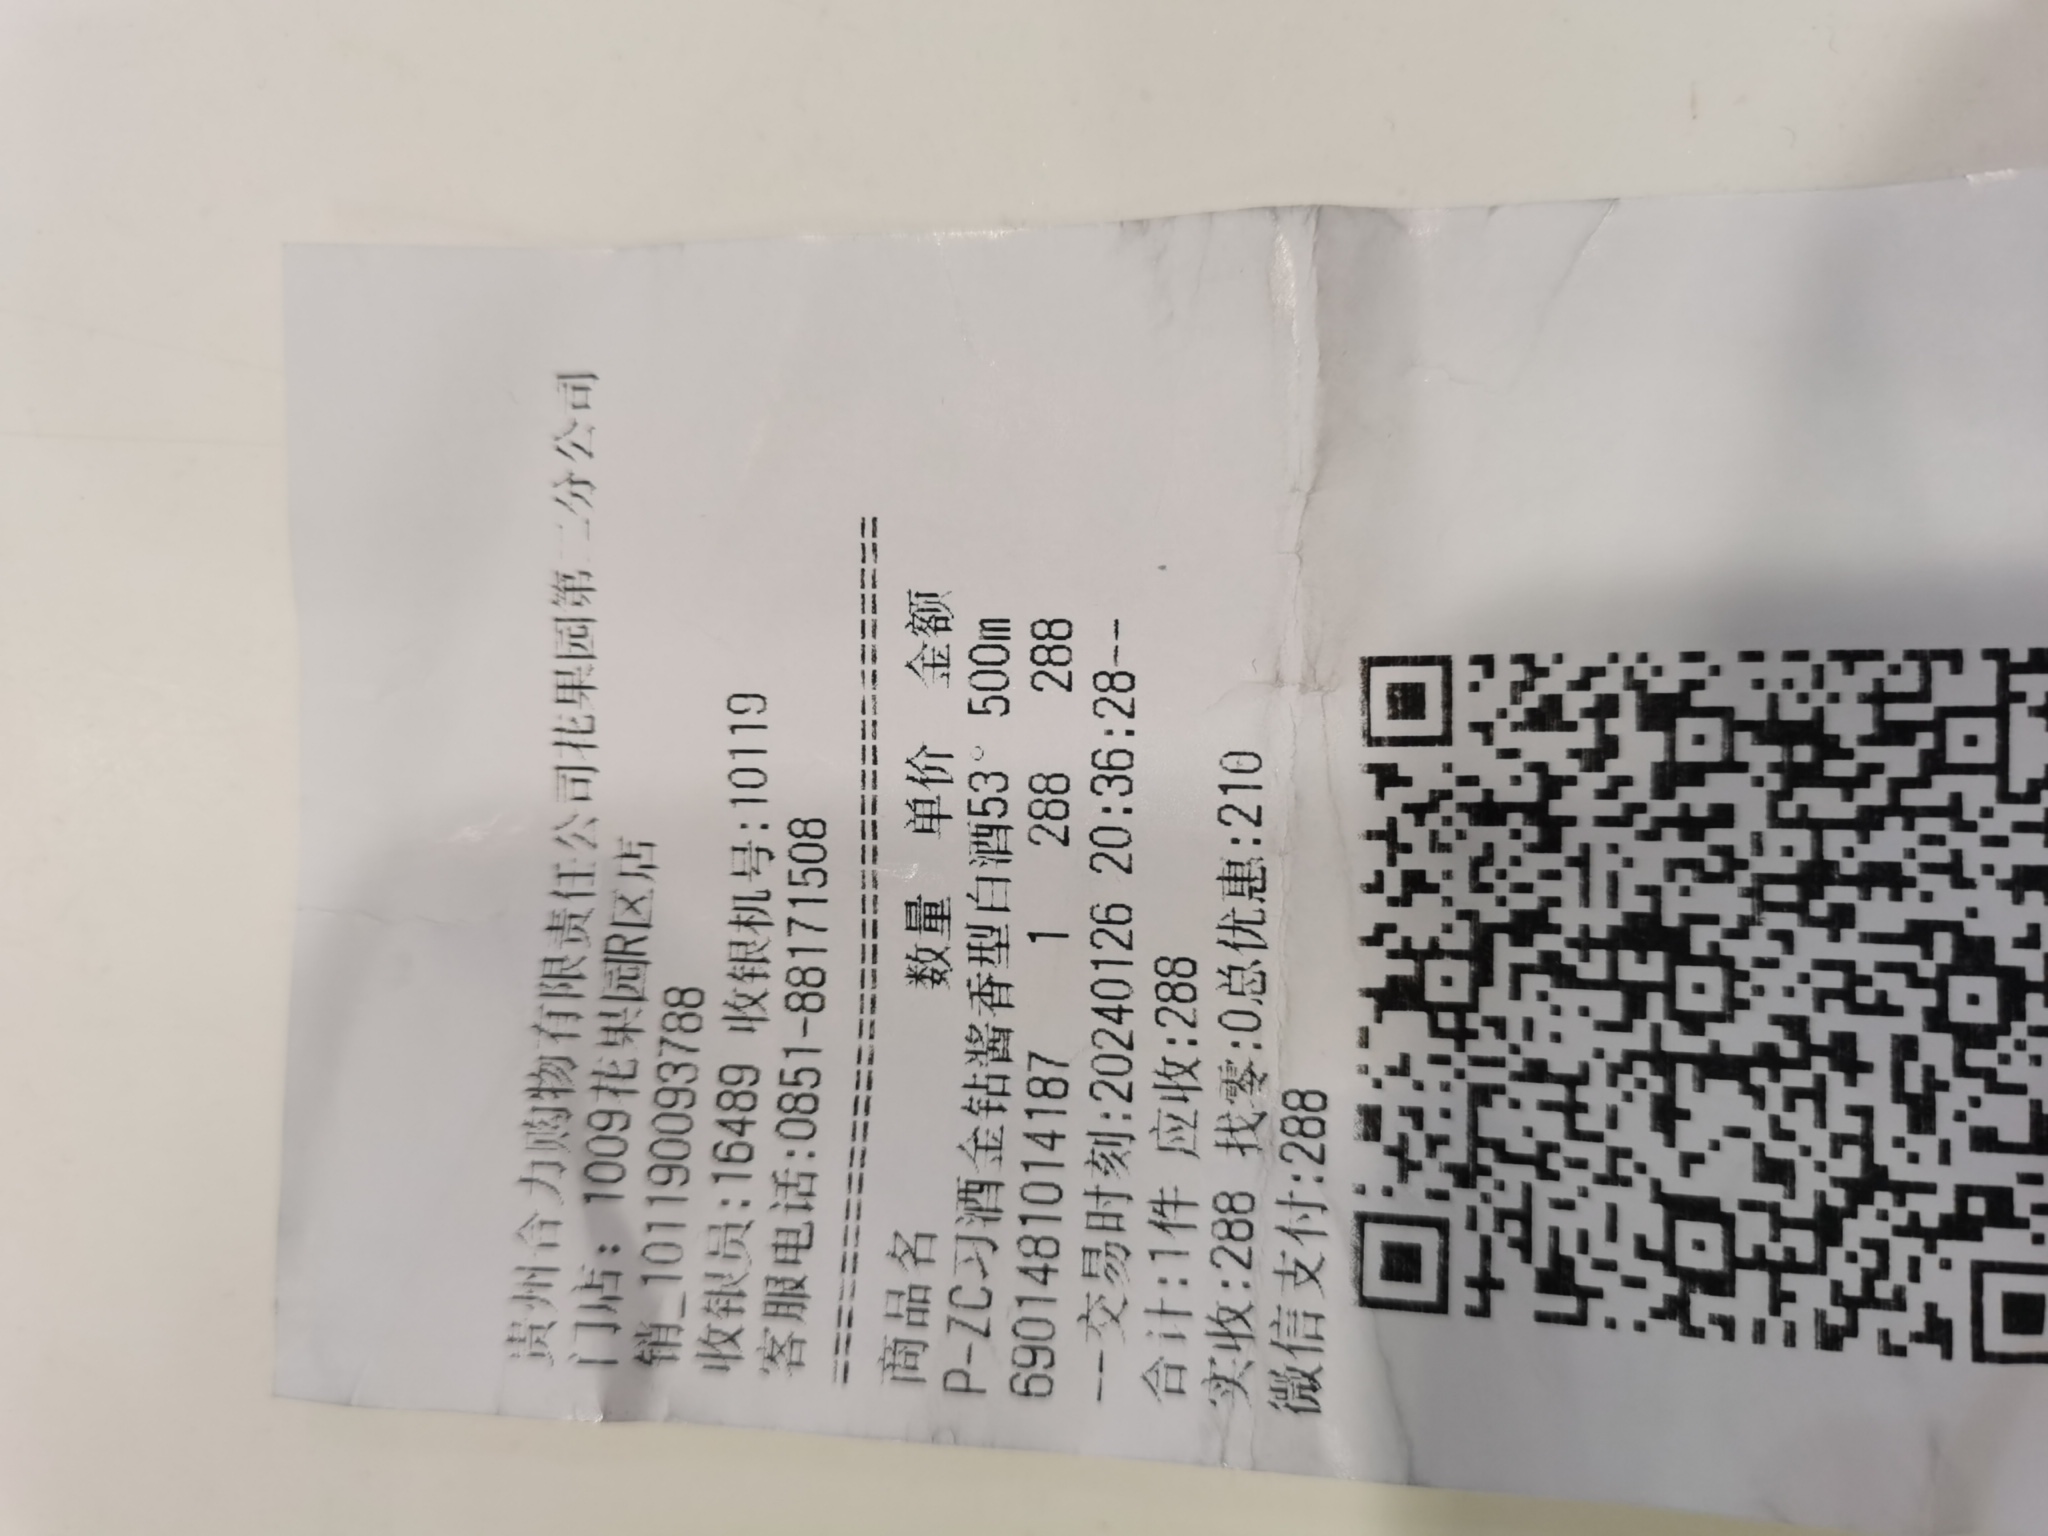 贵州合力购物有限责任公司花果园第二分公司
门店: 1009花果园R区店
销_101190093788
收银员:16489 收银机号:10119
客服电话:0851-88171508
==========================================
商品名 数量 单价 金额
P-ZC习酒金钻酱香型白酒53° 500m
6901481014187 1 288 288
--交易时刻:20240126 20:36:28--
合计:1件 应收:288
实收:288 找零:0总优惠:210
微信支付:288